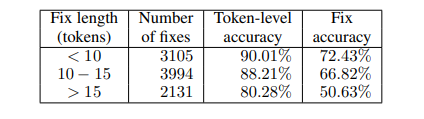 Fix length Number Token-level Fix
(tokens) of fixes accuracy accuracy
< 10 3105 90.01% 72.43%
10 – 15 3994 88.21% 66.82%
> 15 2131 80.28% 50.63%